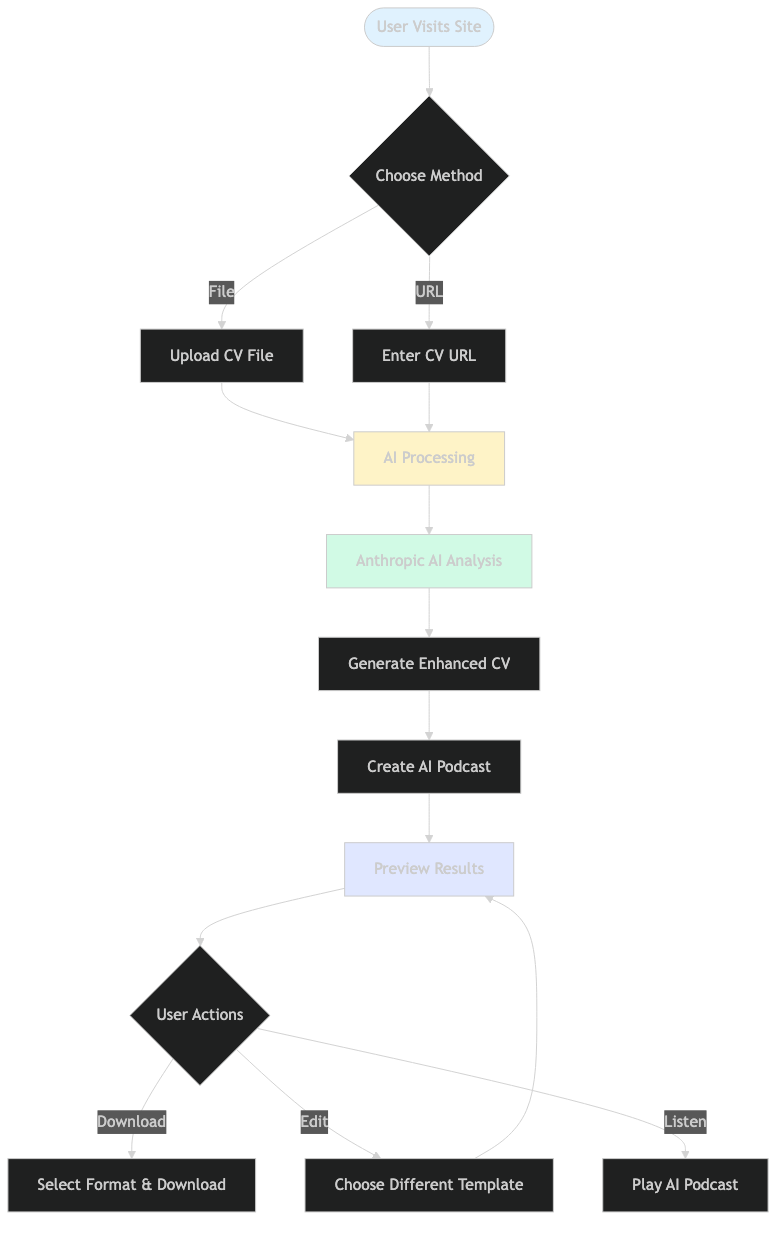 User Visits Site
Choose Method
File
URL
Upload CV File
Enter CV URL
AI Processing
Anthropic AI Analysis
Generate Enhanced CV
Create AI Podcast
Preview Results
User Actions
Download
Edit
Listen
Select Format & Download
Choose Different Template
Play AI Podcast